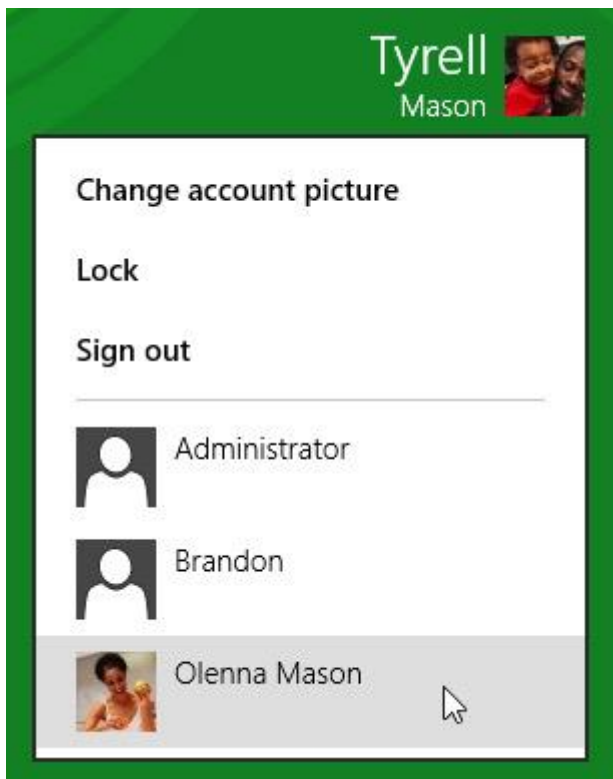 Tyrell
Mason
Change account picture
Lock
Sign out
Administrator
Brandon
Olenna Mason